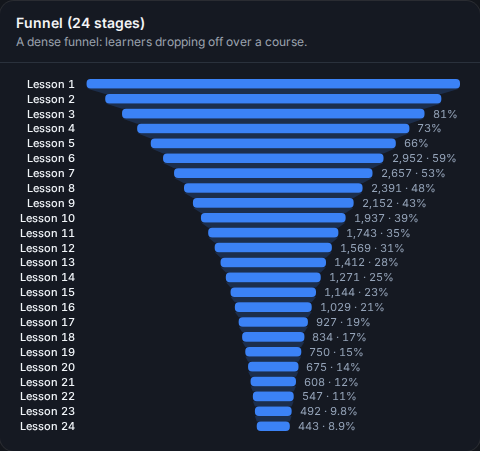 Funnel (24 stages)
A dense funnel: learners dropping off over a course.
Lesson 1
Lesson 2
Lesson 3 81%
Lesson 4 73%
Lesson 5 66%
Lesson 6 2,952 · 59%
Lesson 7 2,657 · 53%
Lesson 8 2,391 · 48%
Lesson 9 2,152 · 43%
Lesson 10 1,937 · 39%
Lesson 11 1,743 · 35%
Lesson 12 1,569 · 31%
Lesson 13 1,412 · 28%
Lesson 14 1,271 · 25%
Lesson 15 1,144 · 23%
Lesson 16 1,029 · 21%
Lesson 17 927 · 19%
Lesson 18 834 · 17%
Lesson 19 750 · 15%
Lesson 20 675 · 14%
Lesson 21 608 · 12%
Lesson 22 547 · 11%
Lesson 23 492 · 9.8%
Lesson 24 443 · 8.9%